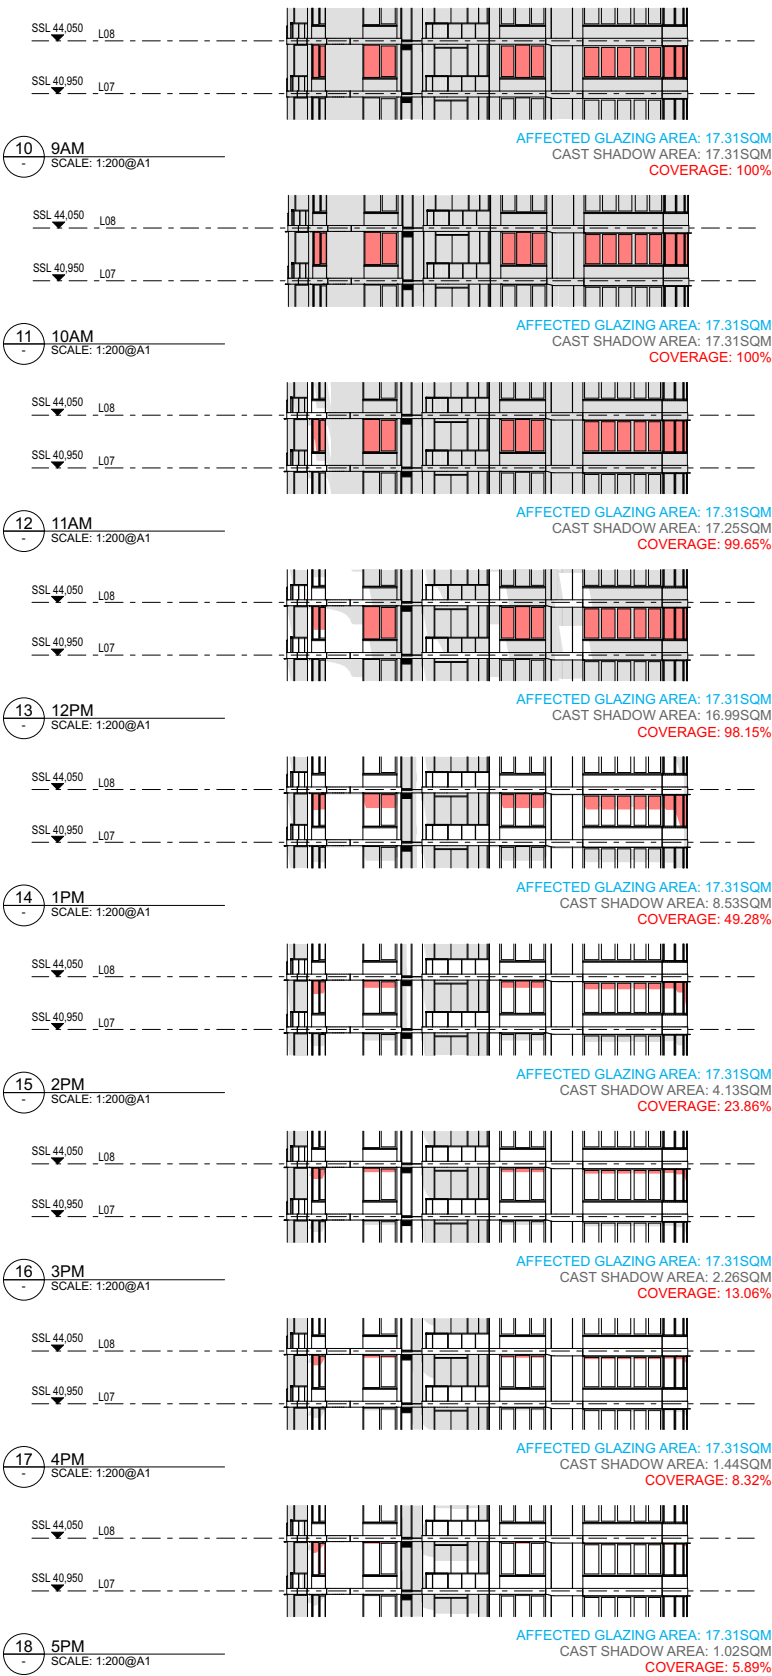 SSL 44,050 L08
SSL 40,950 L07
10 9AM
- SCALE: 1:200@A1
AFFECTED GLAZING AREA: 17.31SQM
CAST SHADOW AREA: 17.31SQM
COVERAGE: 100%
SSL 44,050 L08
SSL 40,950 L07
11 10AM
- SCALE: 1:200@A1
AFFECTED GLAZING AREA: 17.31SQM
CAST SHADOW AREA: 17.31SQM
COVERAGE: 100%
SSL 44,050 L08
SSL 40,950 L07
12 11AM
- SCALE: 1:200@A1
AFFECTED GLAZING AREA: 17.31SQM
CAST SHADOW AREA: 17.25SQM
COVERAGE: 99.65%
SSL 44,050 L08
SSL 40,950 L07
13 12PM
- SCALE: 1:200@A1
AFFECTED GLAZING AREA: 17.31SQM
CAST SHADOW AREA: 16.99SQM
COVERAGE: 98.15%
SSL 44,050 L08
SSL 40,950 L07
14 1PM
- SCALE: 1:200@A1
AFFECTED GLAZING AREA: 17.31SQM
CAST SHADOW AREA: 8.53SQM
COVERAGE: 49.28%
SSL 44,050 L08
SSL 40,950 L07
15 2PM
- SCALE: 1:200@A1
AFFECTED GLAZING AREA: 17.31SQM
CAST SHADOW AREA: 4.13SQM
COVERAGE: 23.86%
SSL 44,050 L08
SSL 40,950 L07
16 3PM
- SCALE: 1:200@A1
AFFECTED GLAZING AREA: 17.31SQM
CAST SHADOW AREA: 2.26SQM
COVERAGE: 13.06%
SSL 44,050 L08
SSL 40,950 L07
17 4PM
- SCALE: 1:200@A1
AFFECTED GLAZING AREA: 17.31SQM
CAST SHADOW AREA: 1.44SQM
COVERAGE: 8.32%
SSL 44,050 L08
SSL 40,950 L07
18 5PM
- SCALE: 1:200@A1
AFFECTED GLAZING AREA: 17.31SQM
CAST SHADOW AREA: 1.02SQM
COVERAGE: 5.89%